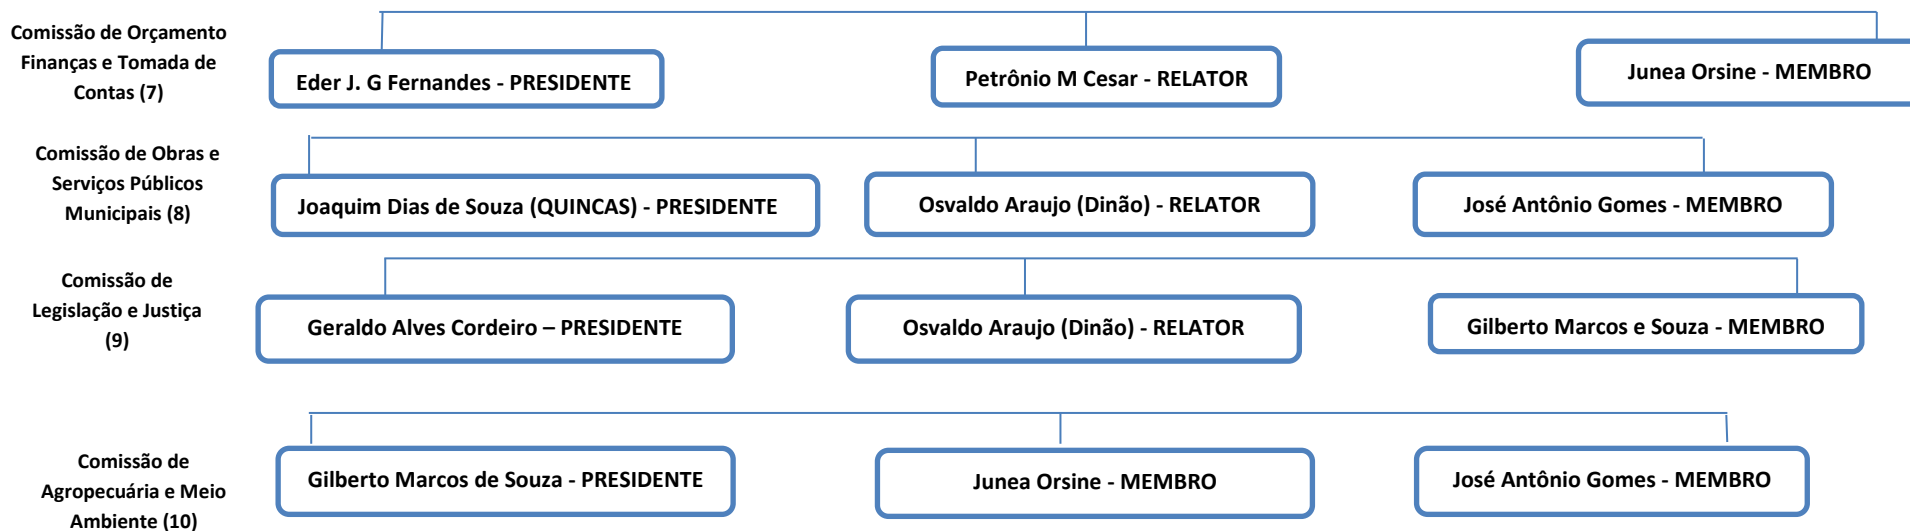 Comissão de Orçamento
Finanças e Tomada de
Contas (7)
Eder J. G Fernandes - PRESIDENTE
Petrônio M Cesar - RELATOR
Junea Orsine - MEMBRO
Comissão de Obras e
Serviços Públicos
Municipais (8)
Joaquim Dias de Souza (QUINCAS) - PRESIDENTE
Osvaldo Araujo (Dinão) - RELATOR
José Antônio Gomes - MEMBRO
Comissão de
Legislação e Justiça
(9)
Geraldo Alves Cordeiro – PRESIDENTE
Osvaldo Araujo (Dinão) - RELATOR
Gilberto Marcos e Souza - MEMBRO
Comissão de
Agropecuária e Meio
Ambiente (10)
Gilberto Marcos de Souza - PRESIDENTE
Junea Orsine - MEMBRO
José Antônio Gomes - MEMBRO